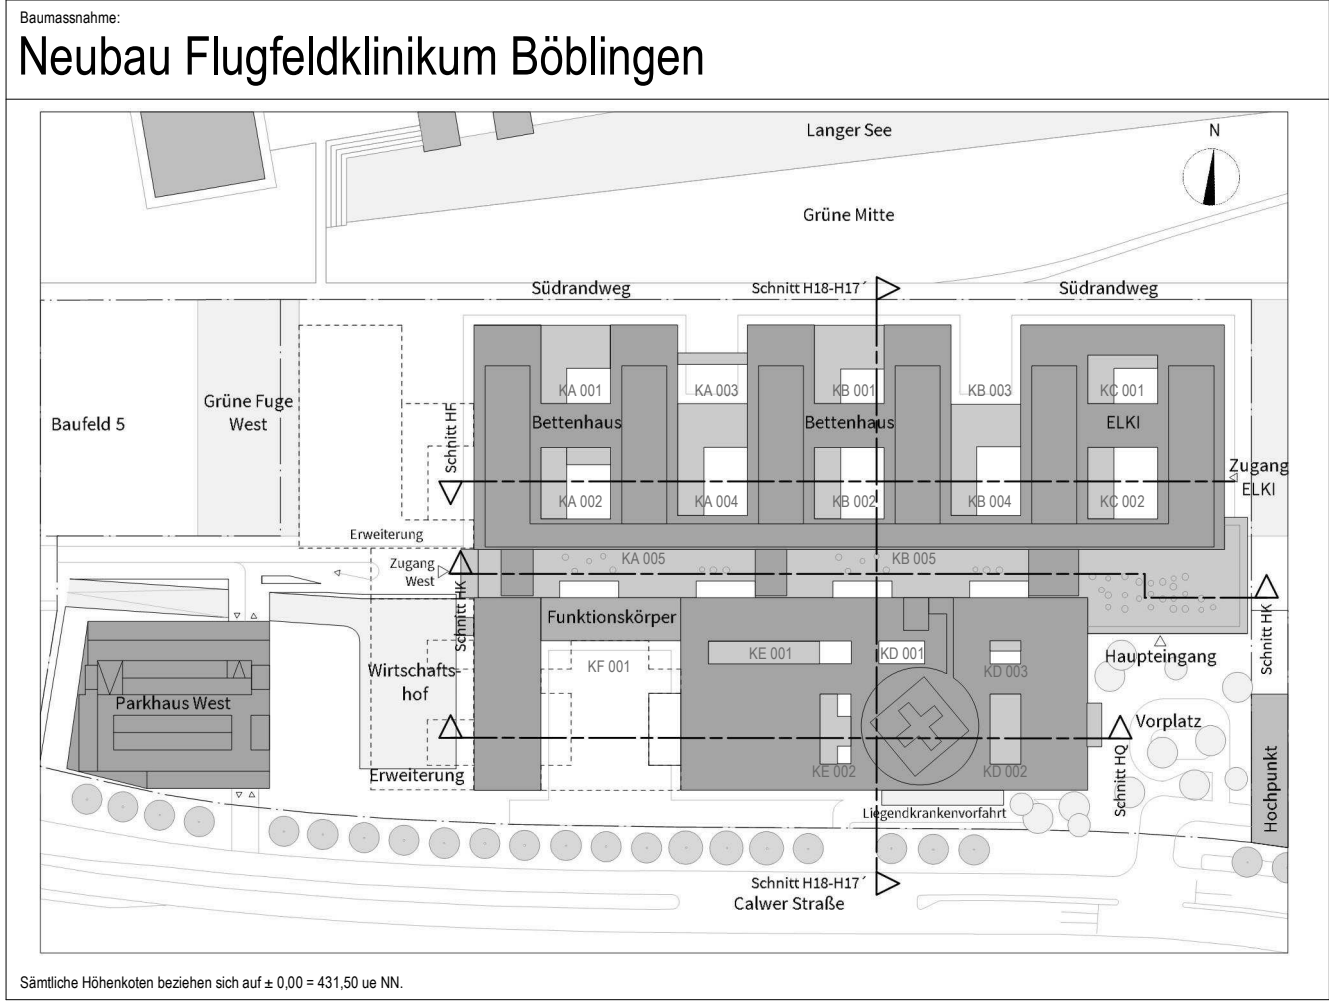 Baumassnahme:
Neubau Flugfeldklinikum Böblingen
Langer See
N
Grüne Mitte
Südrandweg
Schnitt H18-H17´
Südrandweg
KA 001
KA 003
KB 001
KB 003
KC 001
Grüne Fuge
West
Baufeld 5
Bettenhaus
Bettenhaus
ELKI
Schnitt HF
Zugang
ELKI
KA 002
KA 004
KB 002
KB 004
KC 002
Erweiterung
Zugang
West
KA 005
KB 005
Schnitt HK
Schnitt HK
Funktionskörper
KE 001
KD 001
KD 003
Haupteingang
KF 001
Wirtschafts-
hof
Parkhaus West
Vorplatz
Erweiterung
KE 002
KD 002
Schnitt HQ
Hochpunkt
Liegendkrankenvorfahrt
Schnitt H18-H17´
Calwer Straße
Sämtliche Höhenkoten beziehen sich auf ± 0,00 = 431,50 ue NN.